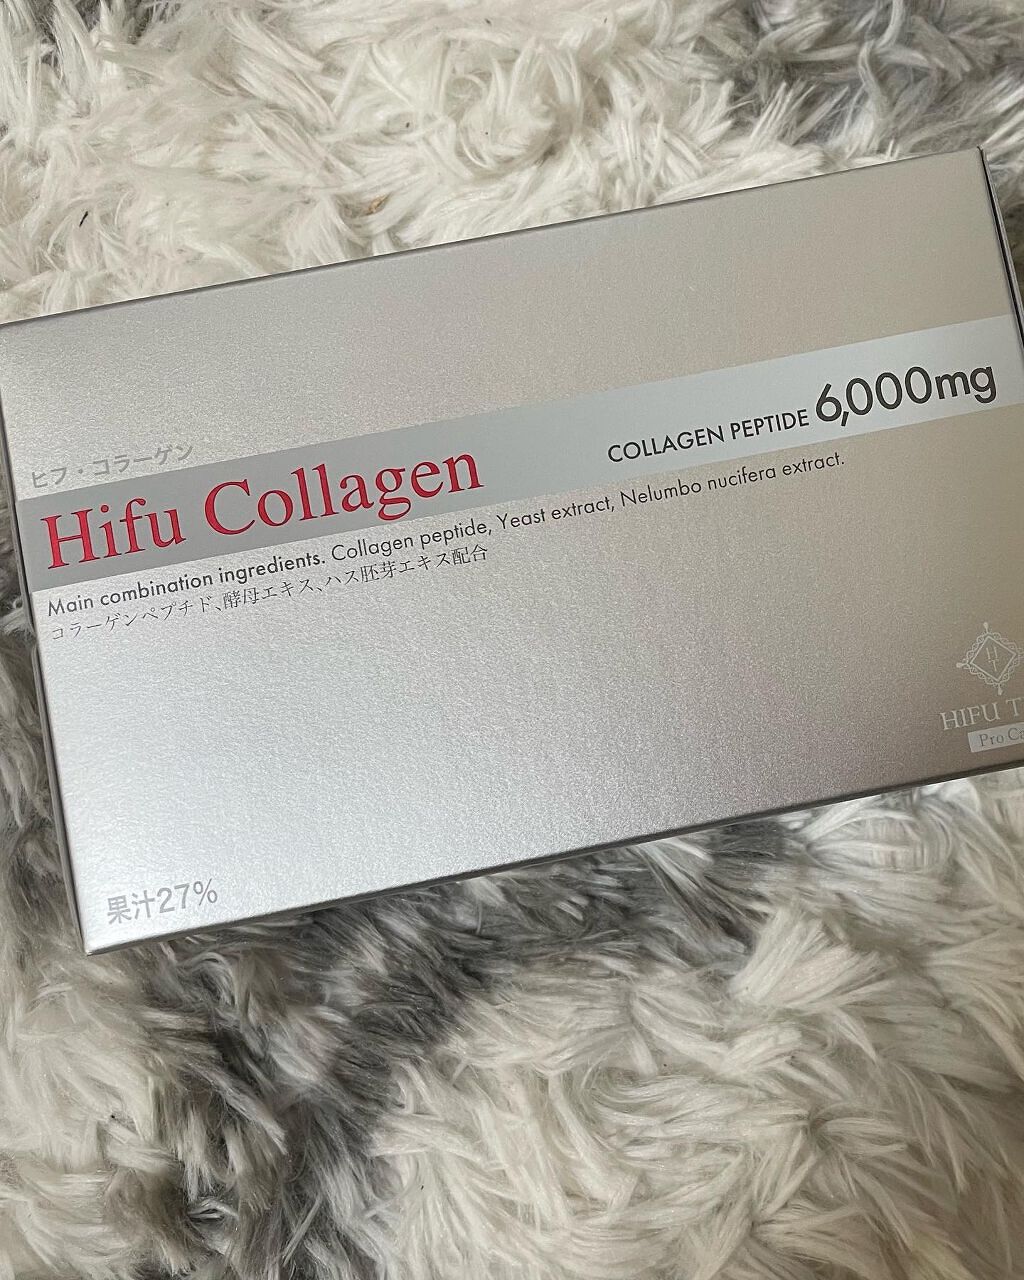 ヒフ・コラーゲン
Hifu Collagen
COLLAGEN PEPTIDE 6,000mg
Main combination ingredients. Collagen peptide, Yeast extract, Nelumbo nucifera extract.
コラーゲンペプチド、酵母エキス、ハス胚芽エキス配合
HIFU
Pro
果汁27%